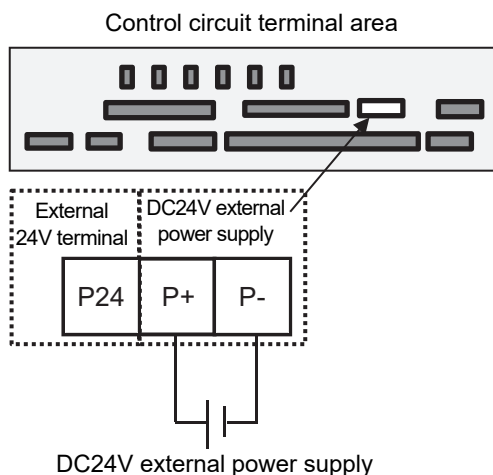 Control circuit terminal area
External
24V terminal
DC24V external
power supply
P24 P+ P-
DC24V external power supply